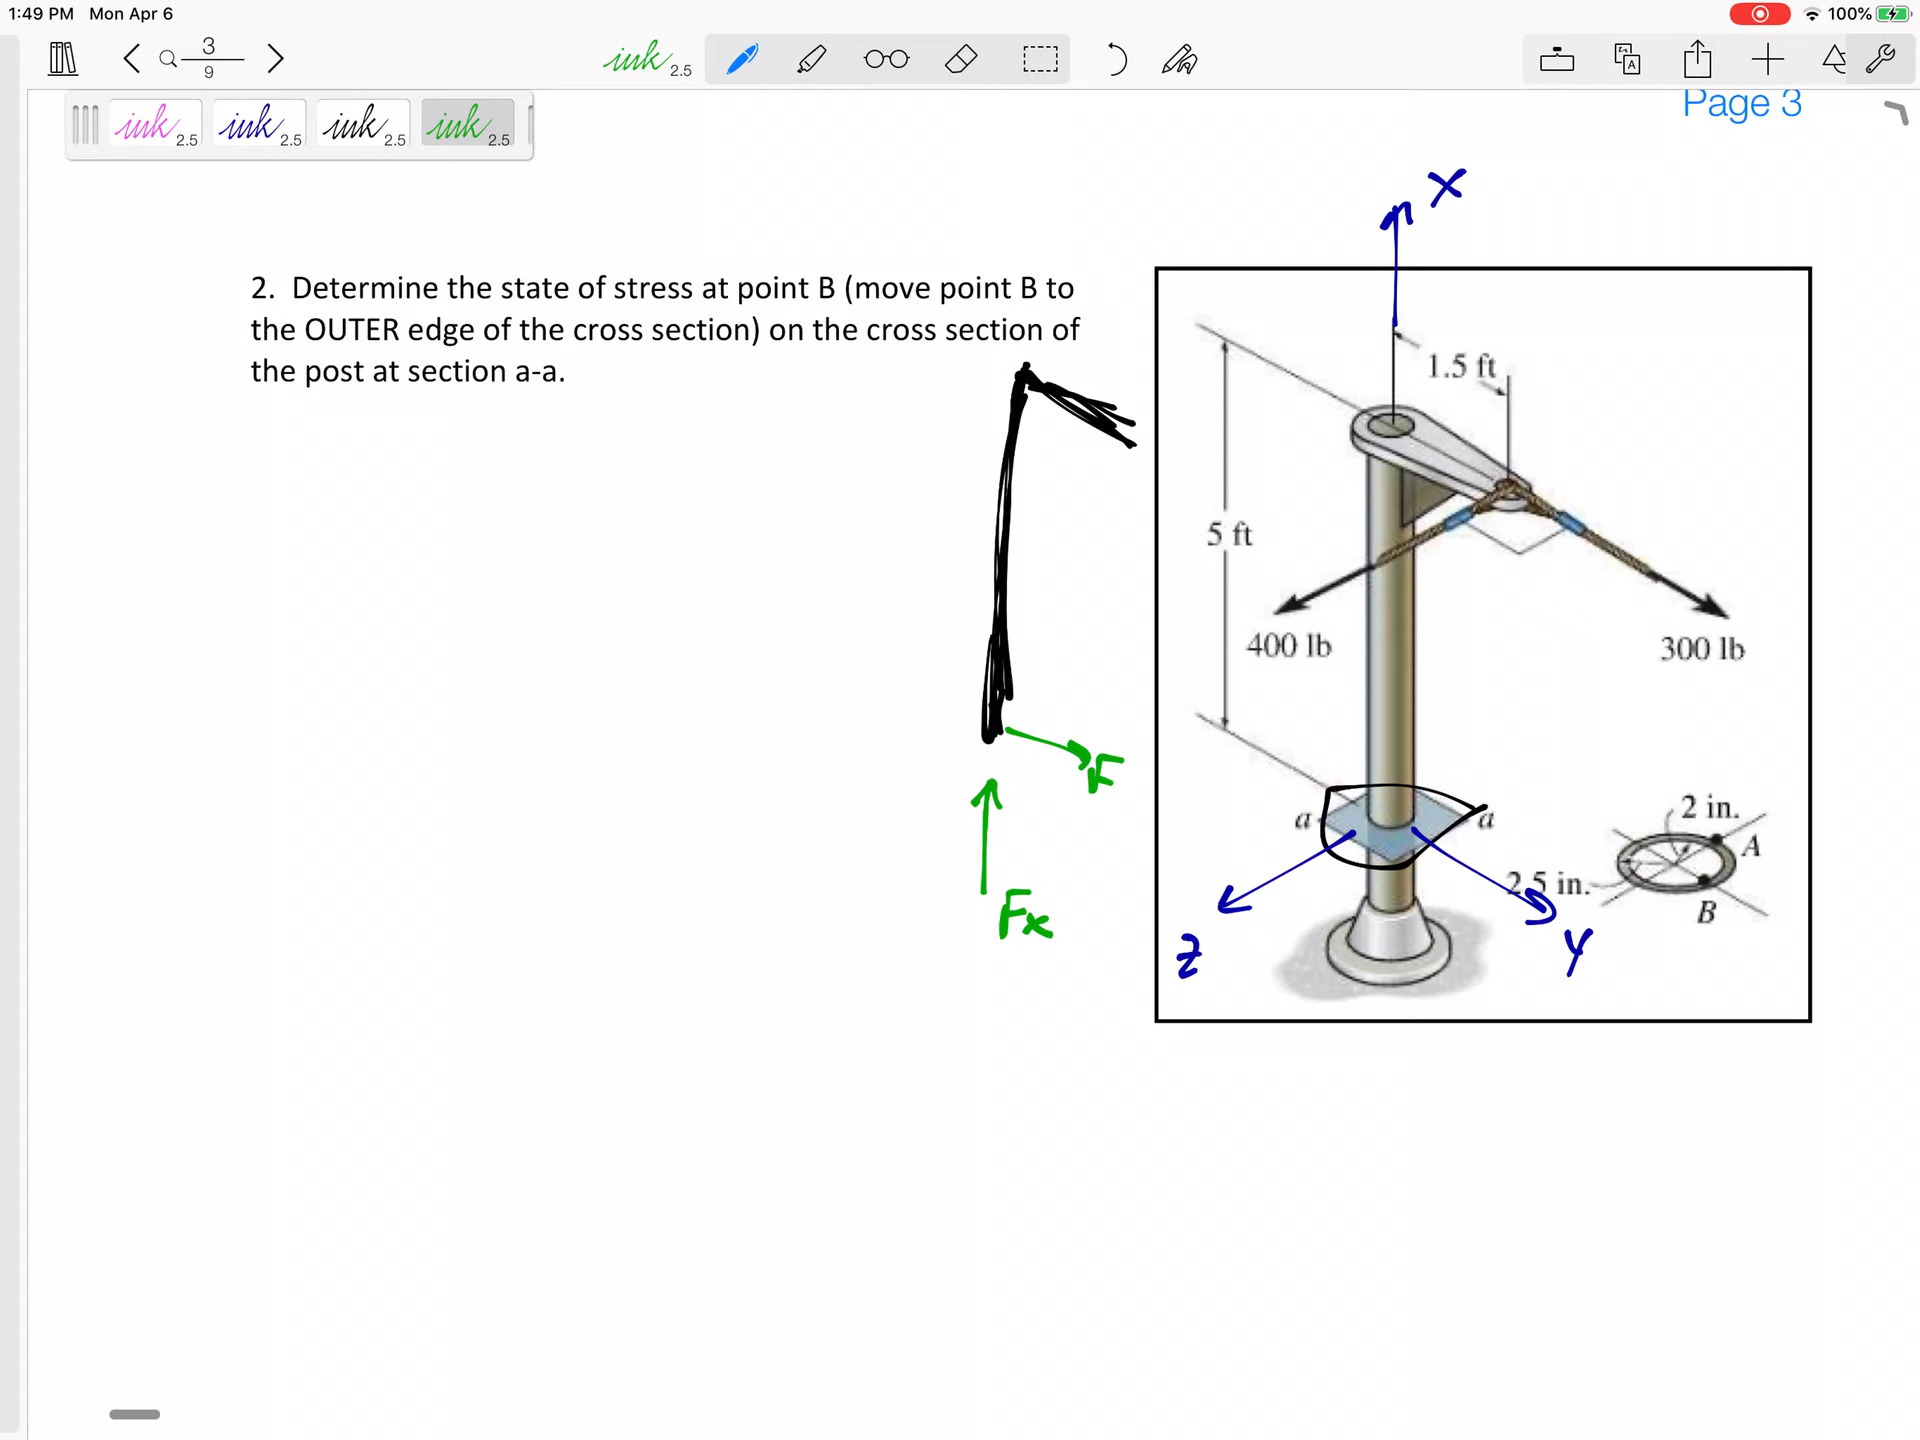 1:49 PM Mon Apr 6
100%
3
9
ink 2.5
ink 2.5
ink 2.5
ink 2.5
ink 2.5
Page 3
X
2. Determine the state of stress at point B (move point B to
the OUTER edge of the cross section) on the cross section of
the post at section a-a.
1.5 ft
5 ft
400 lb
300 lb
F
Fx
a
a
2 in.
A
2.5 in.
B
Z
Y